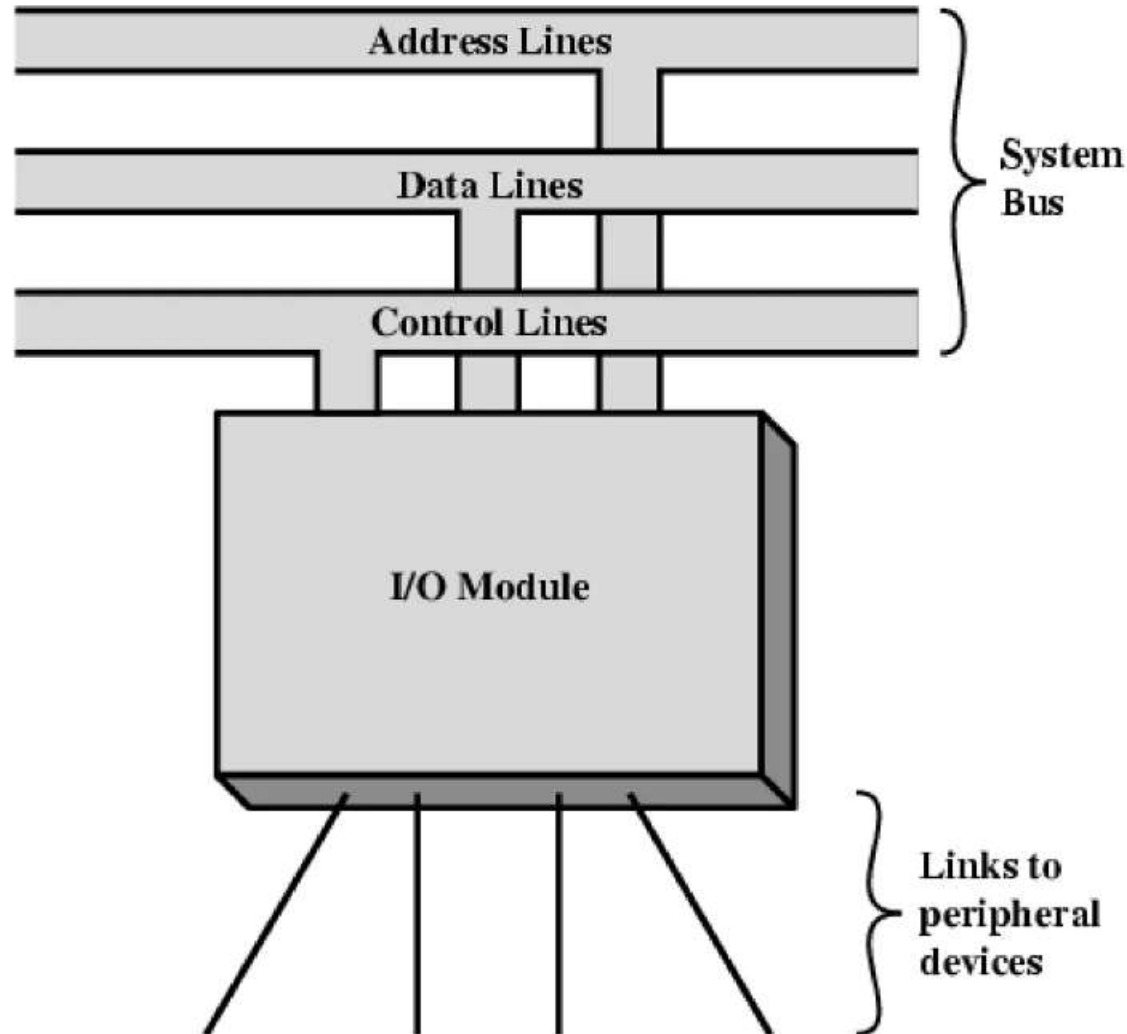 Address Lines
Data Lines
Control Lines
System
Bus
I/O Module
Links to
peripheral
devices